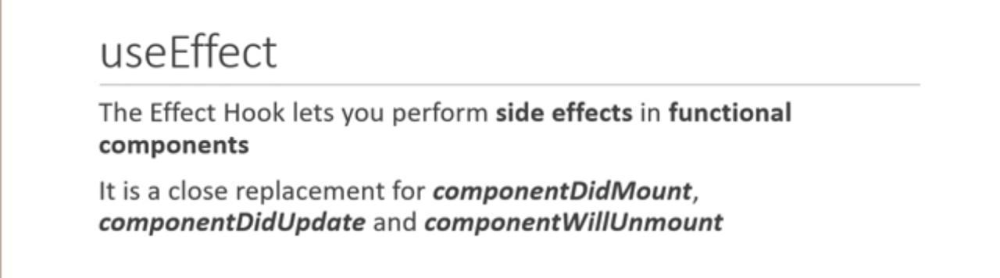 useEffect
The Effect Hook lets you perform side effects in functional
components
It is a close replacement for componentDidMount,
componentDidUpdate and componentWillUnmount